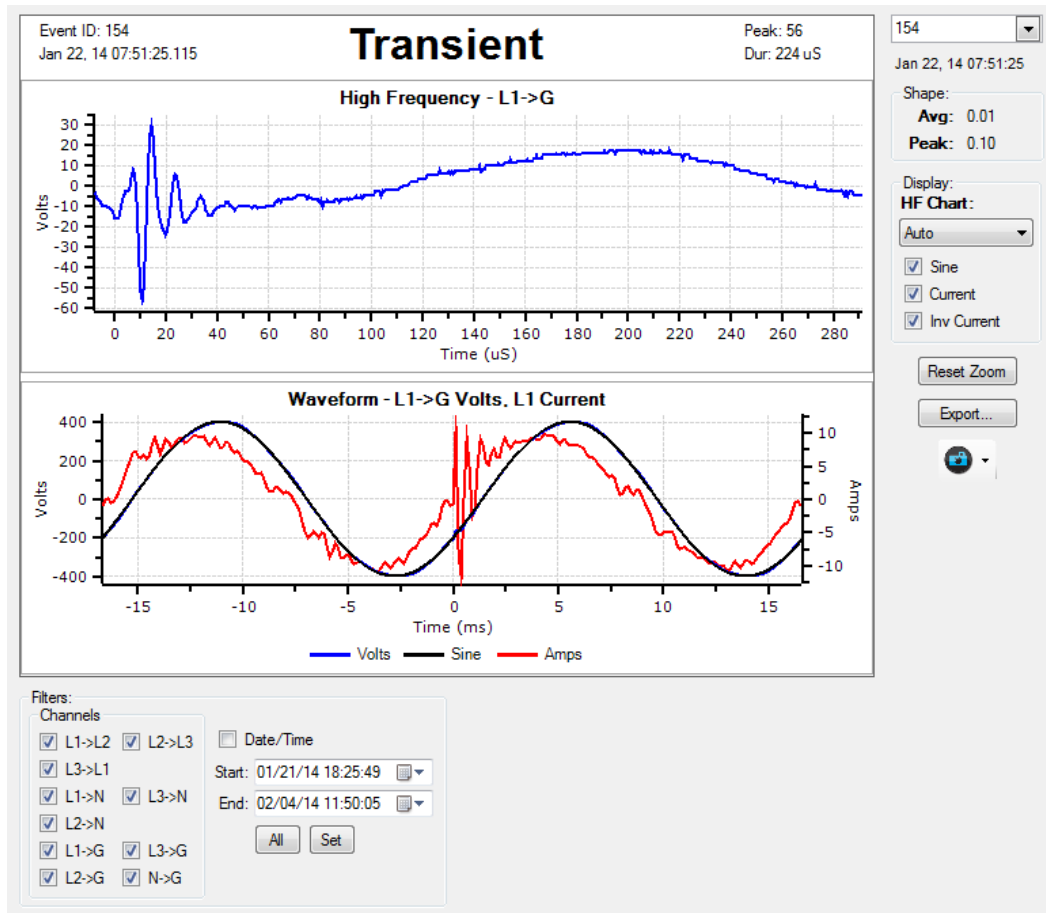 Event ID: 154
Jan 22, 14 07:51:25.115
Transient
Peak: 56
Dur: 224 uS
High Frequency - L1->G
30
20
10
0
-10
-20
-30
-40
-50
-60
Volts
0 20 40 60 80 100 120 140 160 180 200 220 240 260 280
Time (uS)
Waveform - L1->G Volts, L1 Current
400
200
0
-200
-400
Volts
10
5
0
-5
-10
Amps
-15 -10 -5 0 5 10 15
Time (ms)
Volts Sine Amps
154
Jan 22, 14 07:51:25
Shape:
Avg: 0.01
Peak: 0.10
Display:
HF Chart:
Auto
Sine
Current
Inv Current
Reset Zoom
Export...
Filters:
Channels
L1->L2 L2->L3
L3->L1
L1->N L3->N
L2->N
L1->G L3->G
L2->G N->G
Date/Time
Start: 01/21/14 18:25:49
End: 02/04/14 11:50:05
All Set